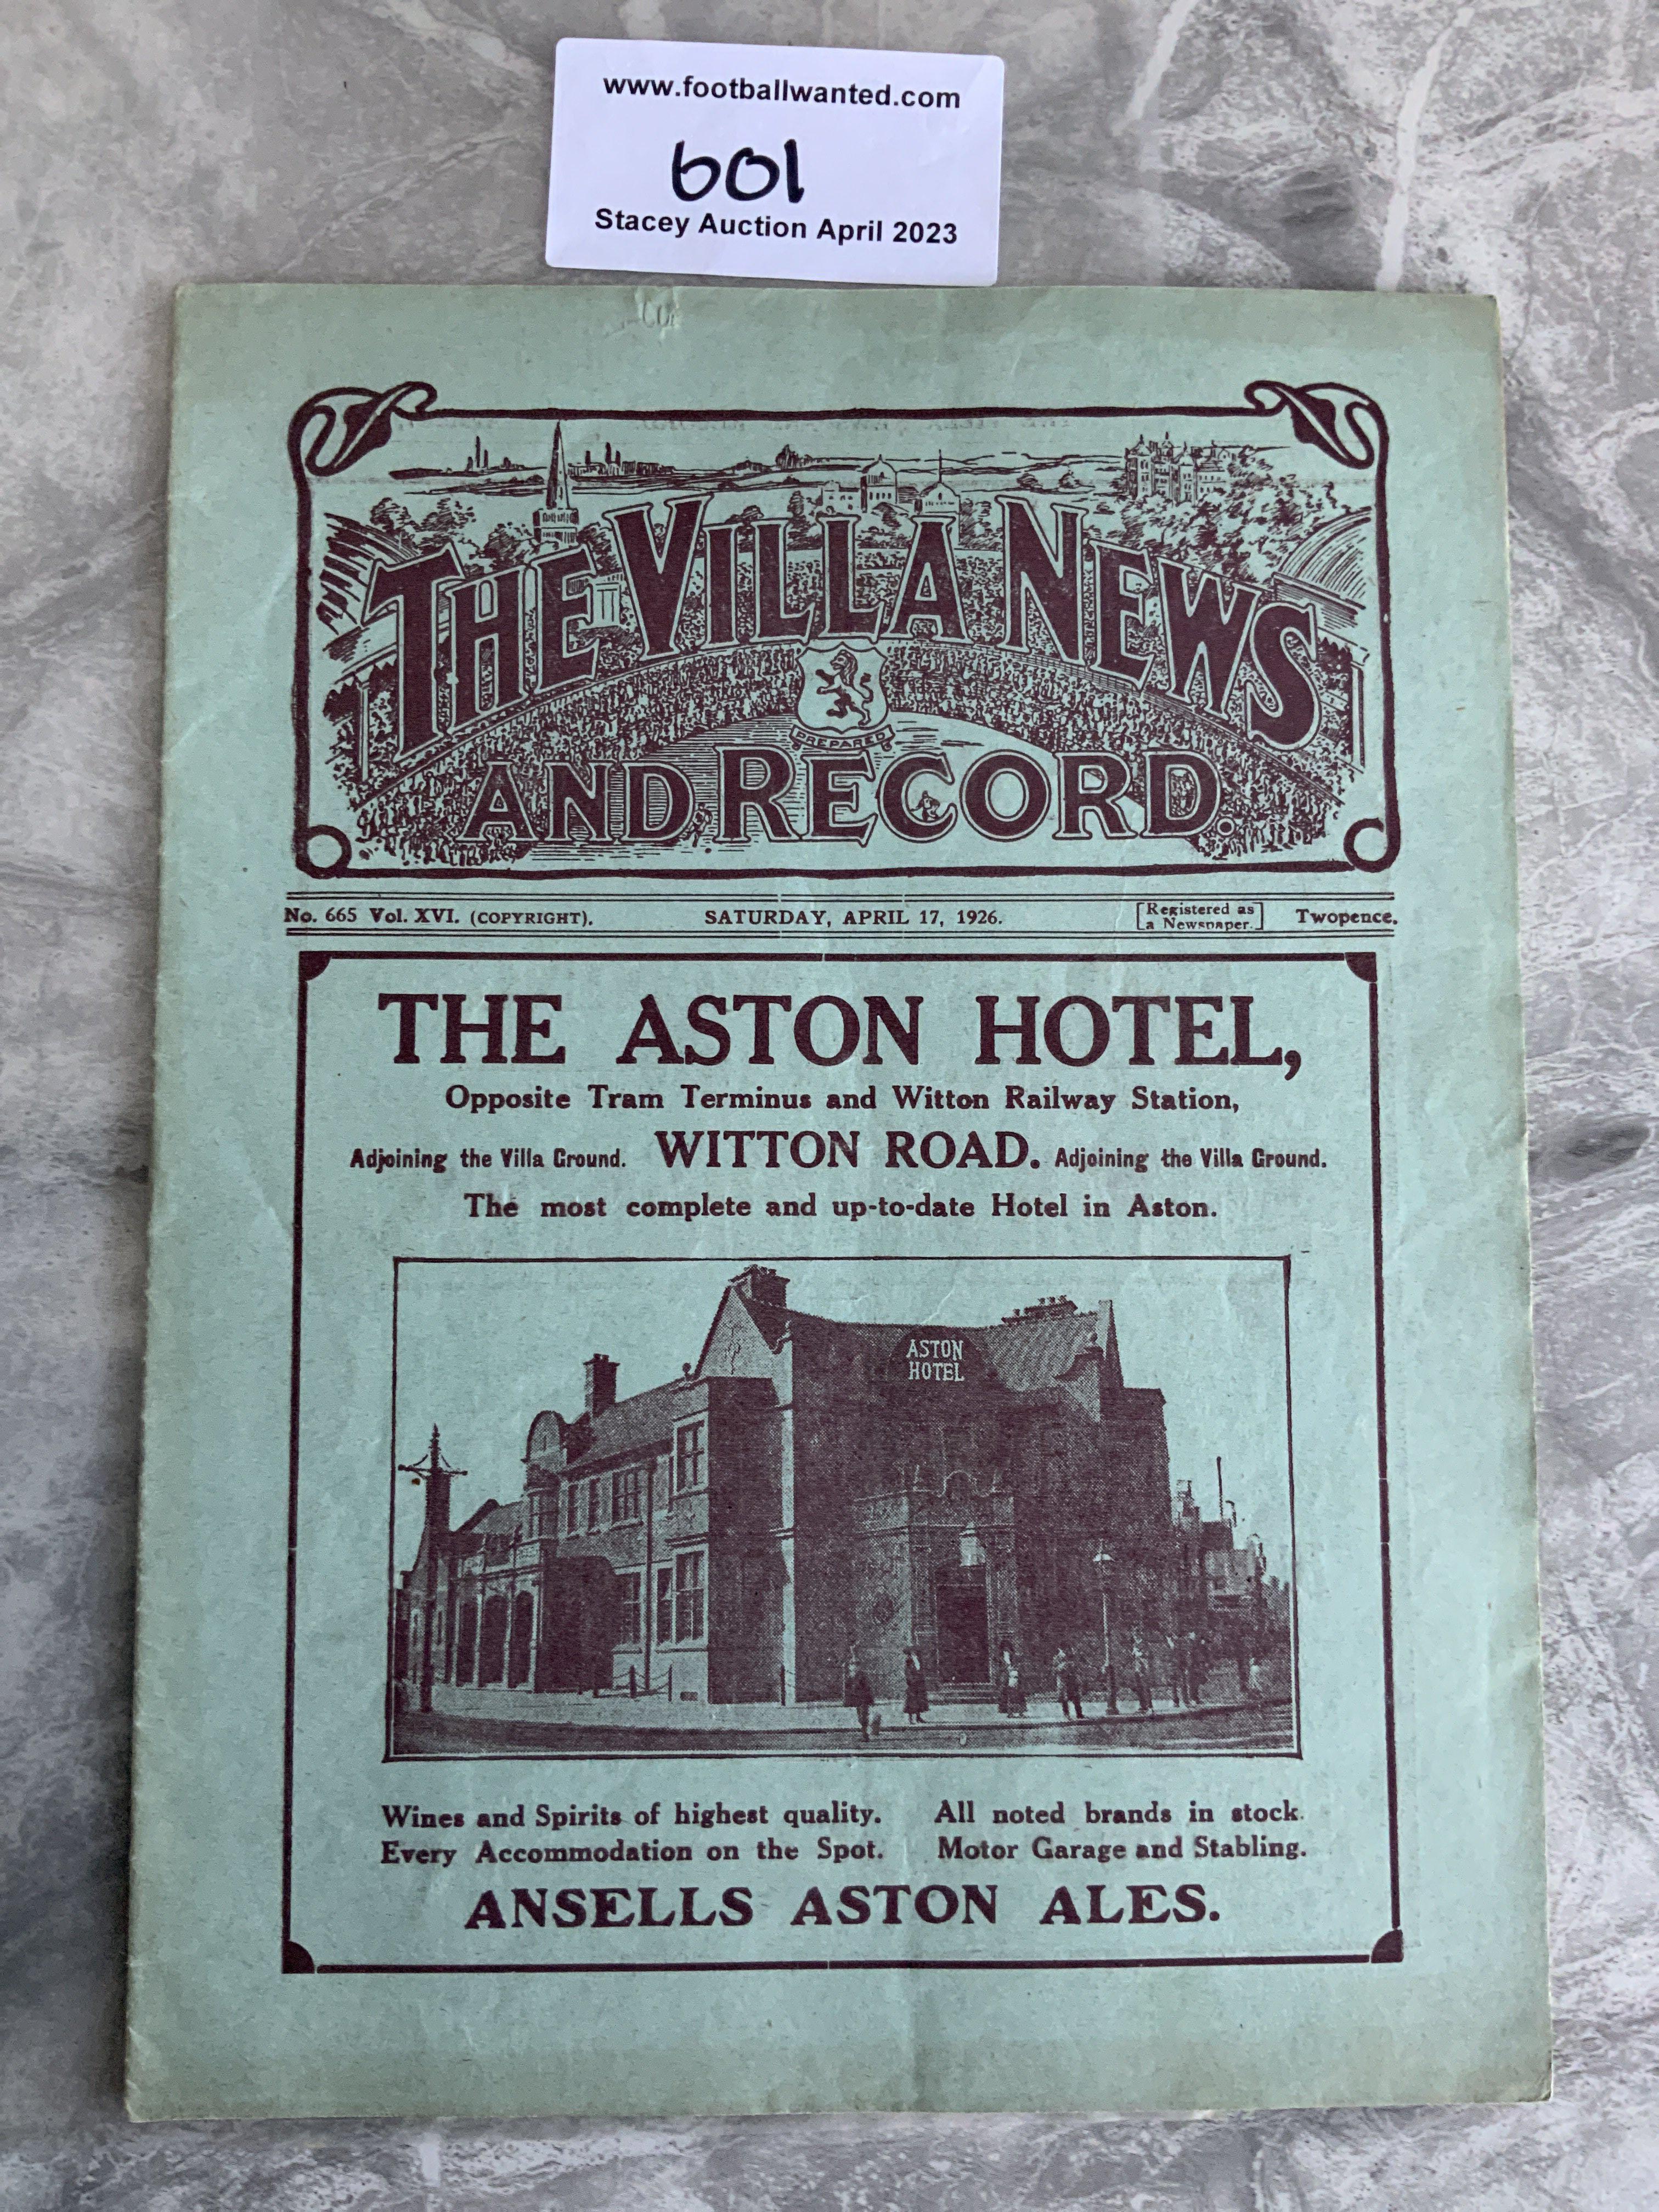 www.footballwanted.com
601
Stacey Auction April 2023
THE VILLA NEWS
PREPARED
AND RECORD.
No. 665 Vol. XVI. (COPYRIGHT). SATURDAY, APRIL 17, 1926. [Registered as a Newspaper.] Twopence.
THE ASTON HOTEL,
Opposite Tram Terminus and Witton Railway Station,
Adjoining the Villa Ground. WITTON ROAD. Adjoining the Villa Ground.
The most complete and up-to-date Hotel in Aston.
ASTON
HOTEL
Wines and Spirits of highest quality. All noted brands in stock.
Every Accommodation on the Spot. Motor Garage and Stabling.
ANSELLS ASTON ALES.